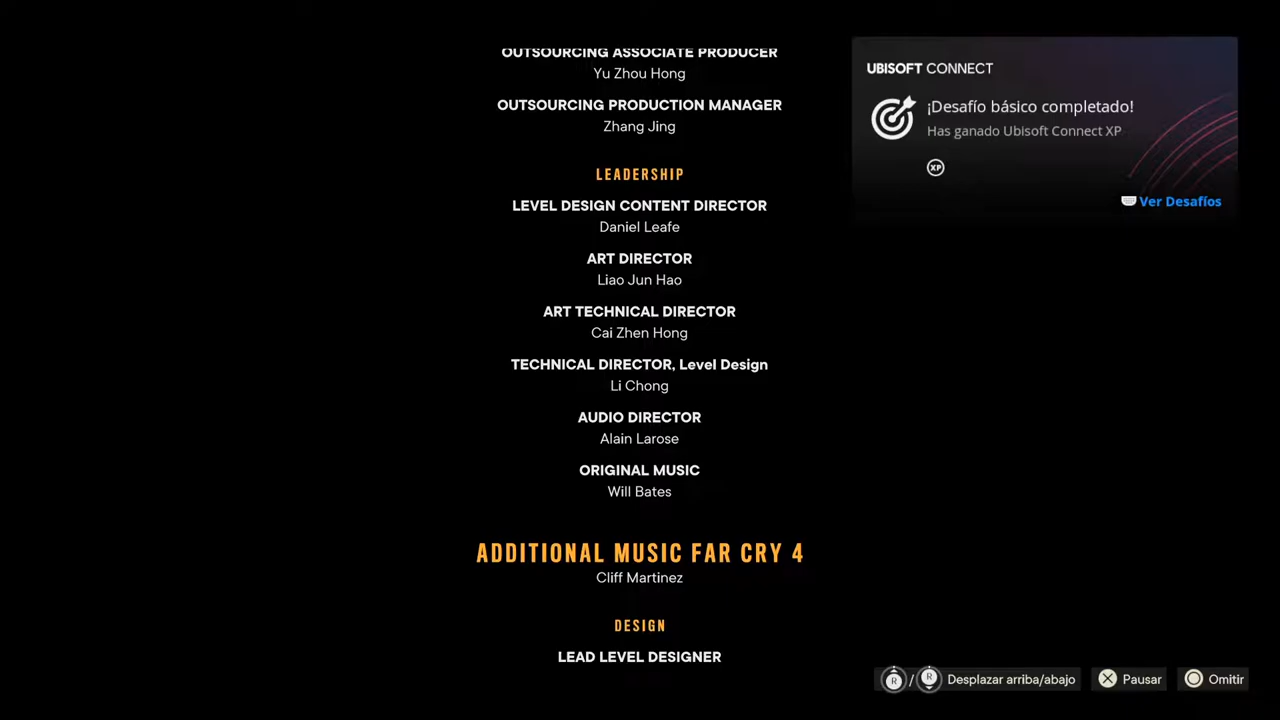 OUTSOURCING ASSOCIATE PRODUCER
Yu Zhou Hong
OUTSOURCING PRODUCTION MANAGER
Zhang Jing
LEADERSHIP
LEVEL DESIGN CONTENT DIRECTOR
Daniel Leafe
ART DIRECTOR
Liao Jun Hao
ART TECHNICAL DIRECTOR
Cai Zhen Hong
TECHNICAL DIRECTOR, Level Design
Li Chong
AUDIO DIRECTOR
Alain Larose
ORIGINAL MUSIC
Will Bates
ADDITIONAL MUSIC FAR CRY 4
Cliff Martinez
DESIGN
LEAD LEVEL DESIGNER
UBISOFT CONNECT
¡Desafío básico completado!
Has ganado Ubisoft Connect XP
XP
Ver Desafíos
R / R Desplazar arriba/abajo
Pausar
Omitir